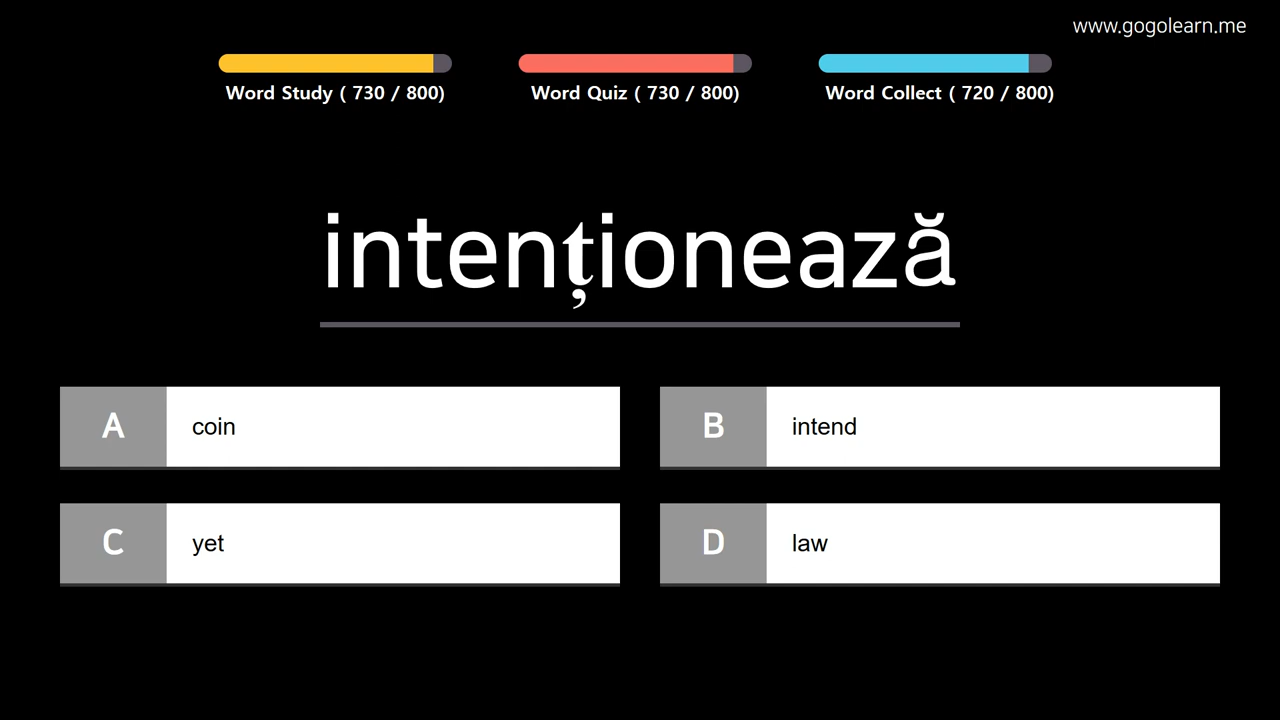 www.gogolearn.me
Word Study ( 730 / 800)
Word Quiz ( 730 / 800)
Word Collect ( 720 / 800)
intenționează
A coin
B intend
C yet
D law